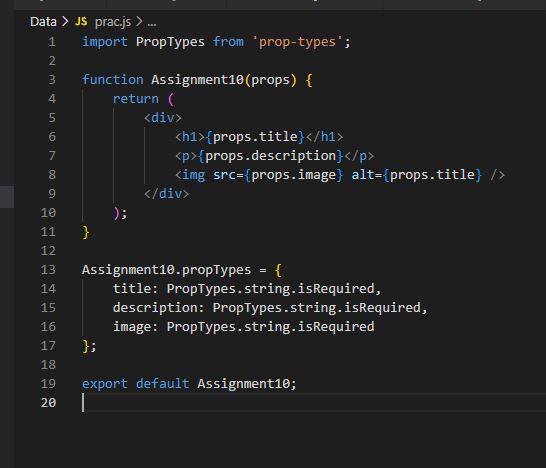 Data > JS prac.js > ...
1 import PropTypes from 'prop-types';
2
3 function Assignment10(props) {
4     return (
5         <div>
6             <h1>{props.title}</h1>
7             <p>{props.description}</p>
8             <img src={props.image} alt={props.title} />
9         </div>
10     );
11 }
12
13 Assignment10.propTypes = {
14     title: PropTypes.string.isRequired,
15     description: PropTypes.string.isRequired,
16     image: PropTypes.string.isRequired
17 };
18
19 export default Assignment10;
20